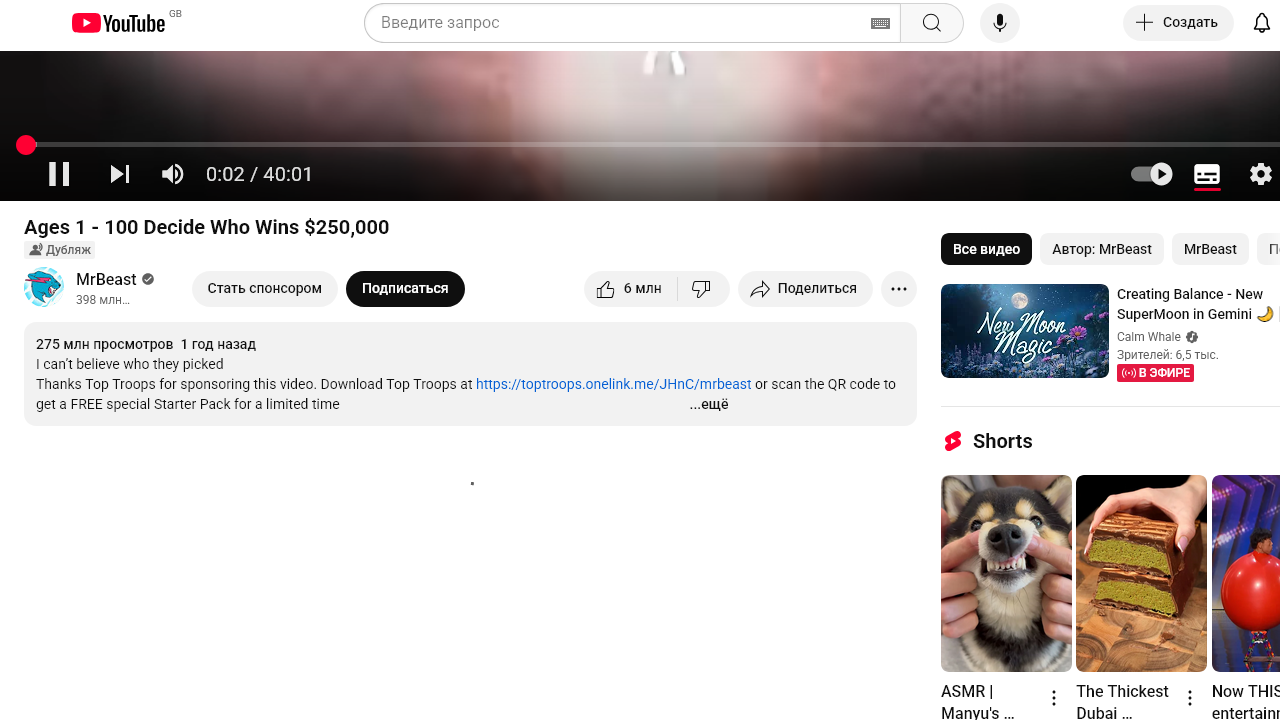 YouTube GB
Введите запрос
Создать
0:02 / 40:01
Ages 1 - 100 Decide Who Wins $250,000
Дубляж
MrBeast
398 млн…
Стать спонсором
Подписаться
6 млн
Поделиться
275 млн просмотров 1 год назад
I can’t believe who they picked
Thanks Top Troops for sponsoring this video. Download Top Troops at https://toptroops.onelink.me/JHnC/mrbeast or scan the QR code to
get a FREE special Starter Pack for a limited time ...ещё
Все видео
Автор: MrBeast
MrBeast
New Moon
Magic
Creating Balance - New
SuperMoon in Gemini
Calm Whale
Зрителей: 6,5 тыс.
В ЭФИРЕ
Shorts
ASMR |
Manyu's ...
The Thickest
Dubai ...
Now THIS